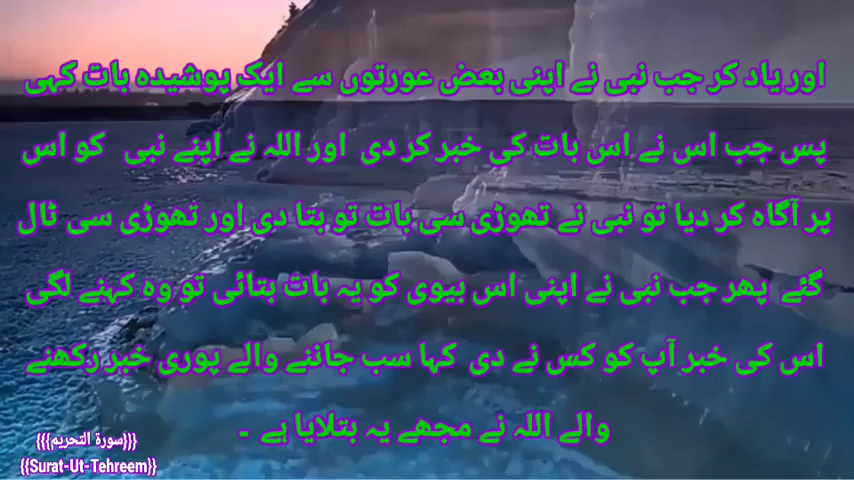 اور یاد کر جب نبی نے اپنی بعض عورتوں سے ایک پوشیدہ بات کہی
پس جب اس نے اس بات کی خبر کر دی اور اللہ نے اپنے نبی کو اس
پر آگاہ کر دیا تو نبی نے تھوڑی سی بات تو بتا دی اور تھوڑی سی ٹال
گئے پھر جب نبی نے اپنی اس بیوی کو یہ بات بتائی تو وہ کہنے لگی
اس کی خبر آپ کو کس نے دی کہا سب جاننے والے پوری خبر رکھنے
والے اللہ نے مجھے یہ بتلایا ہے ۔
{{{سورة التحريم}}}
{{Surat-Ut-Tehreem}}